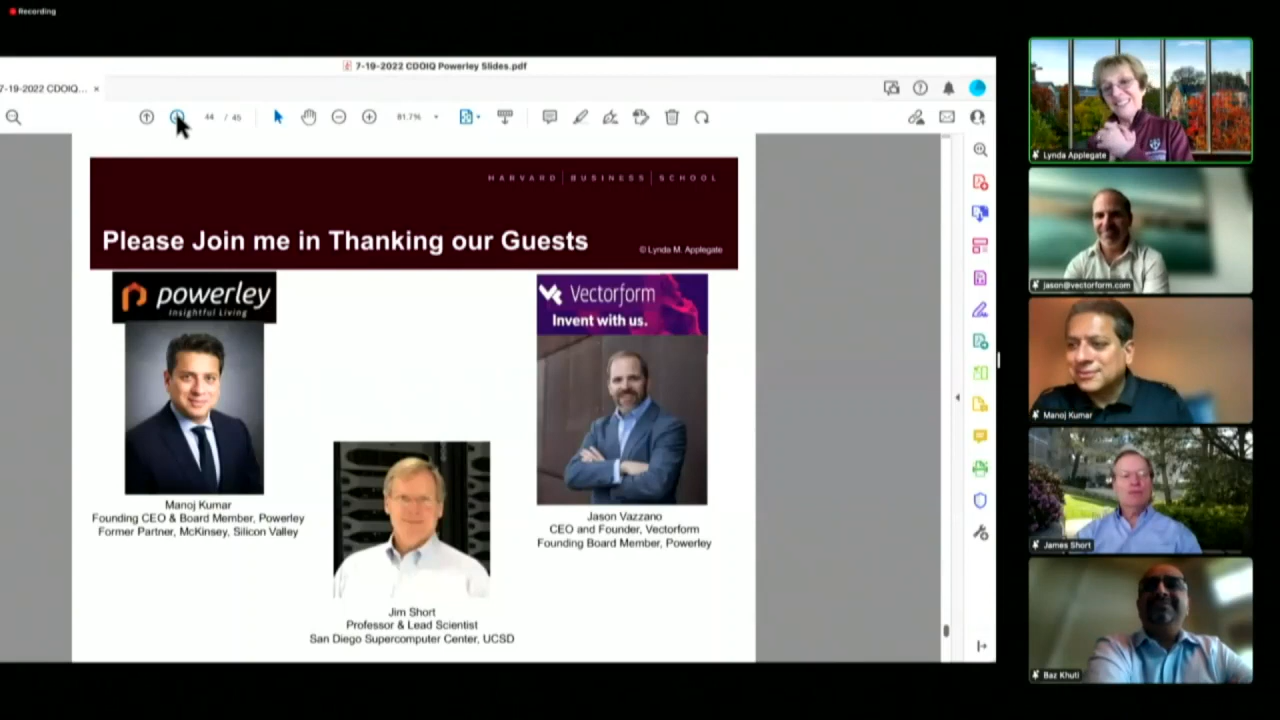 Recording
7-19-2022 CDOIQ Powerley Slides.pdf
7-19-2022 CDOIQ... ×
44 / 45
81.7%
HARVARD | BUSINESS | SCHOOL
Please Join me in Thanking our Guests
© Lynda M. Applegate
powerley
Insightful Living
Vectorform
Invent with us.
Manoj Kumar
Founding CEO & Board Member, Powerley
Former Partner, McKinsey, Silicon Valley
Jason Vazzano
CEO and Founder, Vectorform
Founding Board Member, Powerley
Jim Short
Professor & Lead Scientist
San Diego Supercomputer Center, UCSD
Lynda Applegate
jason@vectorform.com
Manoj Kumar
James Short
Baz Khuti